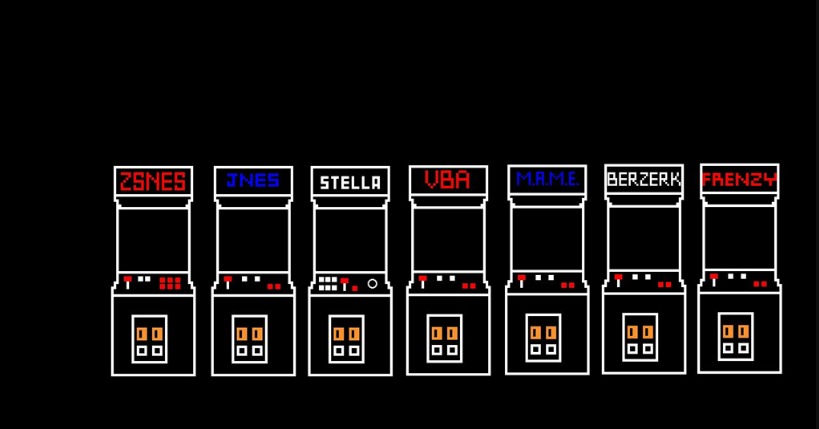 ZSNES
JNES
STELLA
VBA
M.A.M.E.
BERZERK
FRENZY